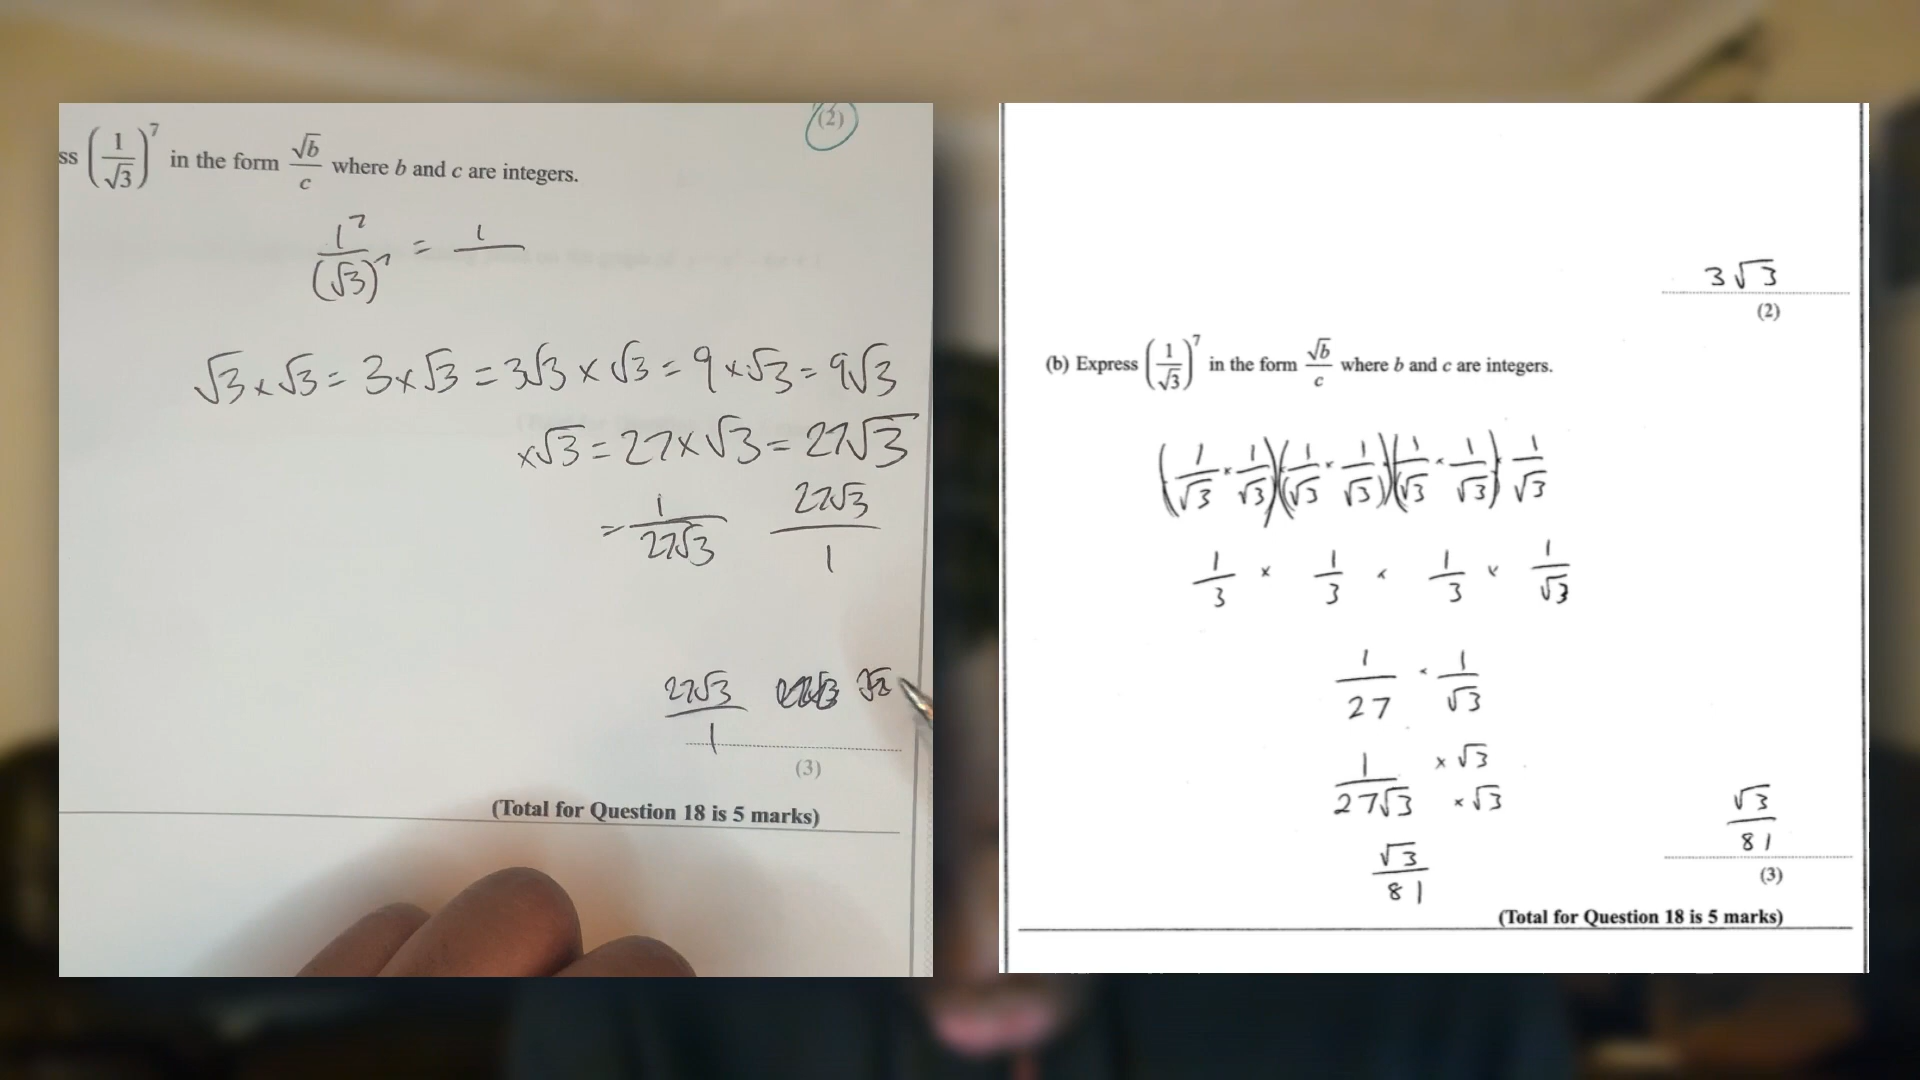 (2)
ss (1/√3)^7 in the form √b/c where b and c are integers.
1^7/(√3)^7 = 1/
√3 × √3 = 3 × √3 = 3√3 × √3 = 9 × √3 = 9√3
×√3 = 27 × √3 = 27√3
= 1/27√3   27√3/1
27√3/1
(3)
(Total for Question 18 is 5 marks)
3√3
(2)
(b) Express (1/√3)^7 in the form √b/c where b and c are integers.
(1/√3 × 1/√3)(1/√3 × 1/√3)(1/√3 × 1/√3) 1/√3
1/3 × 1/3 × 1/3 × 1/√3
1/27 × 1/√3
1/27√3 ×√3/×√3
√3/81
√3/81
(3)
(Total for Question 18 is 5 marks)